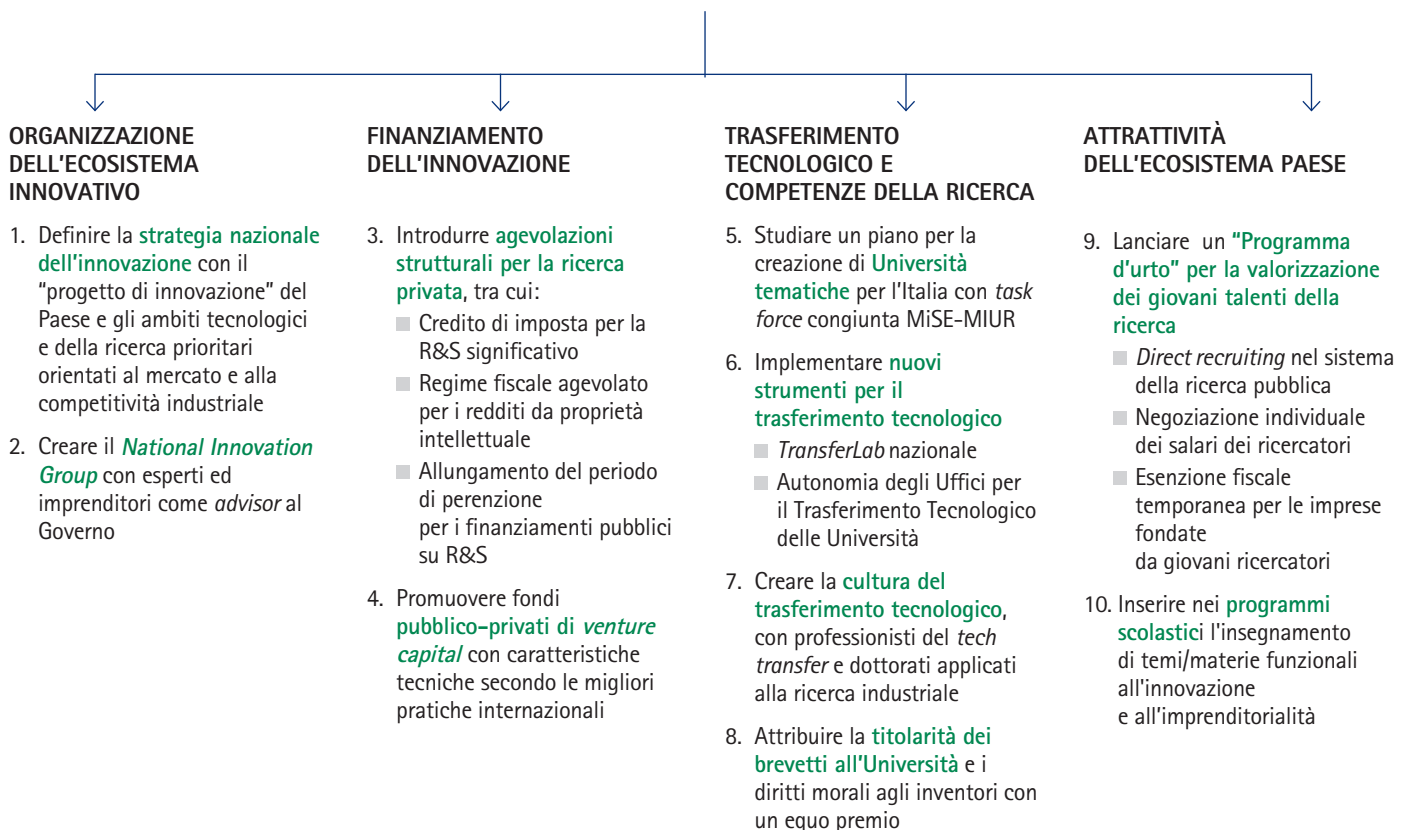 ORGANIZZAZIONE
DELL'ECOSISTEMA
INNOVATIVO
1. Definire la strategia nazionale
dell'innovazione con il
"progetto di innovazione" del
Paese e gli ambiti tecnologici
e della ricerca prioritari
orientati al mercato e alla
competitività industriale
2. Creare il National Innovation
Group con esperti ed
imprenditori come advisor al
Governo
FINANZIAMENTO
DELL'INNOVAZIONE
3. Introdurre agevolazioni
strutturali per la ricerca
privata, tra cui:
■ Credito di imposta per la
R&S significativo
■ Regime fiscale agevolato
per i redditi da proprietà
intellettuale
■ Allungamento del periodo
di perenzione
per i finanziamenti pubblici
su R&S
4. Promuovere fondi
pubblico-privati di venture
capital con caratteristiche
tecniche secondo le migliori
pratiche internazionali
TRASFERIMENTO
TECNOLOGICO E
COMPETENZE DELLA RICERCA
5. Studiare un piano per la
creazione di Università
tematiche per l'Italia con task
force congiunta MiSE-MIUR
6. Implementare nuovi
strumenti per il
trasferimento tecnologico
■ TransferLab nazionale
■ Autonomia degli Uffici per
il Trasferimento Tecnologico
delle Università
7. Creare la cultura del
trasferimento tecnologico,
con professionisti del tech
transfer e dottorati applicati
alla ricerca industriale
8. Attribuire la titolarità dei
brevetti all'Università e i
diritti morali agli inventori con
un equo premio
ATTRATTIVITÀ
DELL'ECOSISTEMA PAESE
9. Lanciare un "Programma
d'urto" per la valorizzazione
dei giovani talenti della
ricerca
■ Direct recruiting nel sistema
della ricerca pubblica
■ Negoziazione individuale
dei salari dei ricercatori
■ Esenzione fiscale
temporanea per le imprese
fondate
da giovani ricercatori
10. Inserire nei programmi
scolastici l'insegnamento
di temi/materie funzionali
all'innovazione
e all'imprenditorialità